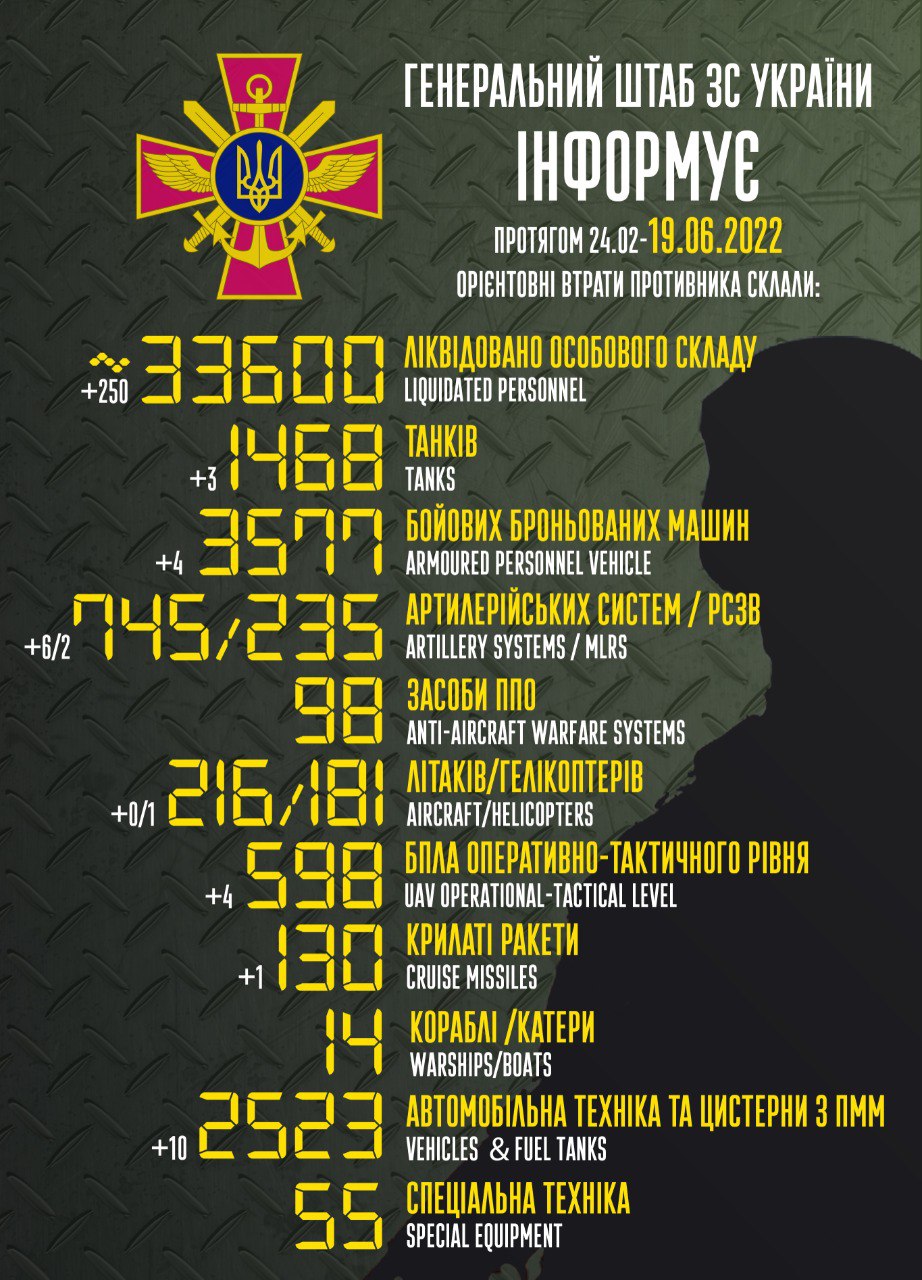 ГЕНЕРАЛЬНИЙ ШТАБ ЗС УКРАЇНИ
ІНФОРМУЄ
ПРОТЯГОМ 24.02-19.06.2022
ОРІЄНТОВНІ ВТРАТИ ПРОТИВНИКА СКЛАЛИ:
+250 ~33600 ЛІКВІДОВАНО ОСОБОВОГО СКЛАДУ
LIQUIDATED PERSONNEL
+3 1468 ТАНКІВ
TANKS
+4 3577 БОЙОВИХ БРОНЬОВАНИХ МАШИН
ARMOURED PERSONNEL VEHICLE
+6/2 745/235 АРТИЛЕРІЙСЬКИХ СИСТЕМ / РСЗВ
ARTILLERY SYSTEMS / MLRS
98 ЗАСОБИ ППО
ANTI-AIRCRAFT WARFARE SYSTEMS
+0/1 216/181 ЛІТАКІВ/ГЕЛІКОПТЕРІВ
AIRCRAFT/HELICOPTERS
+4 598 БПЛА ОПЕРАТИВНО-ТАКТИЧНОГО РІВНЯ
UAV OPERATIONAL-TACTICAL LEVEL
+1 130 КРИЛАТІ РАКЕТИ
CRUISE MISSILES
14 КОРАБЛІ /КАТЕРИ
WARSHIPS/BOATS
+10 2523 АВТОМОБІЛЬНА ТЕХНІКА ТА ЦИСТЕРНИ З ПММ
VEHICLES & FUEL TANKS
55 СПЕЦІАЛЬНА ТЕХНІКА
SPECIAL EQUIPMENT